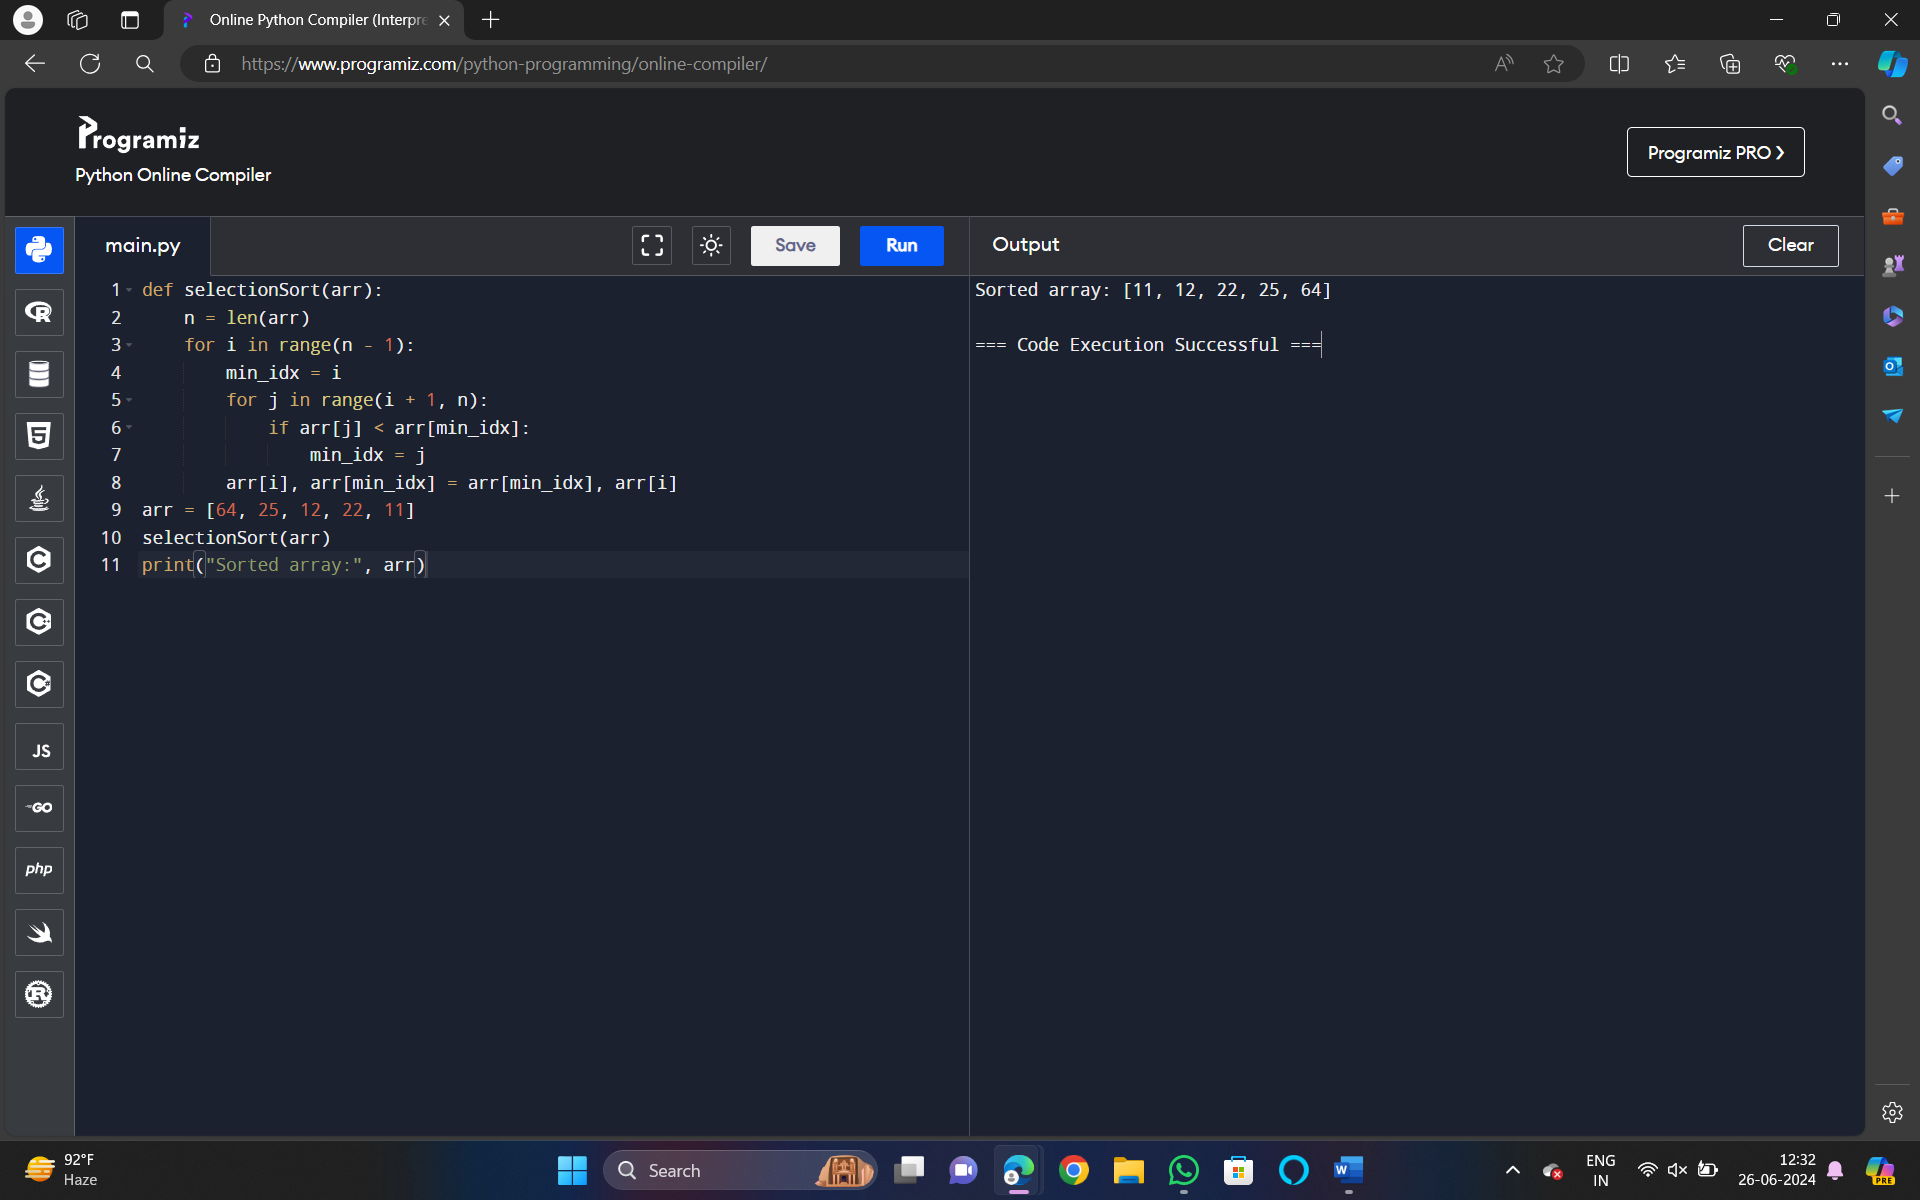 Online Python Compiler (Interpre
https://www.programiz.com/python-programming/online-compiler/
Programiz
Python Online Compiler
Programiz PRO ❯
main.py
Save
Run
Output
Clear
1 def selectionSort(arr):
2     n = len(arr)
3     for i in range(n - 1):
4         min_idx = i
5         for j in range(i + 1, n):
6             if arr[j] < arr[min_idx]:
7                 min_idx = j
8         arr[i], arr[min_idx] = arr[min_idx], arr[i]
9 arr = [64, 25, 12, 22, 11]
10 selectionSort(arr)
11 print("Sorted array:", arr)
Sorted array: [11, 12, 22, 25, 64]
=== Code Execution Successful ===
JS
GO
php
92°F
Haze
Search
ENG
IN
12:32
26-06-2024
PRE